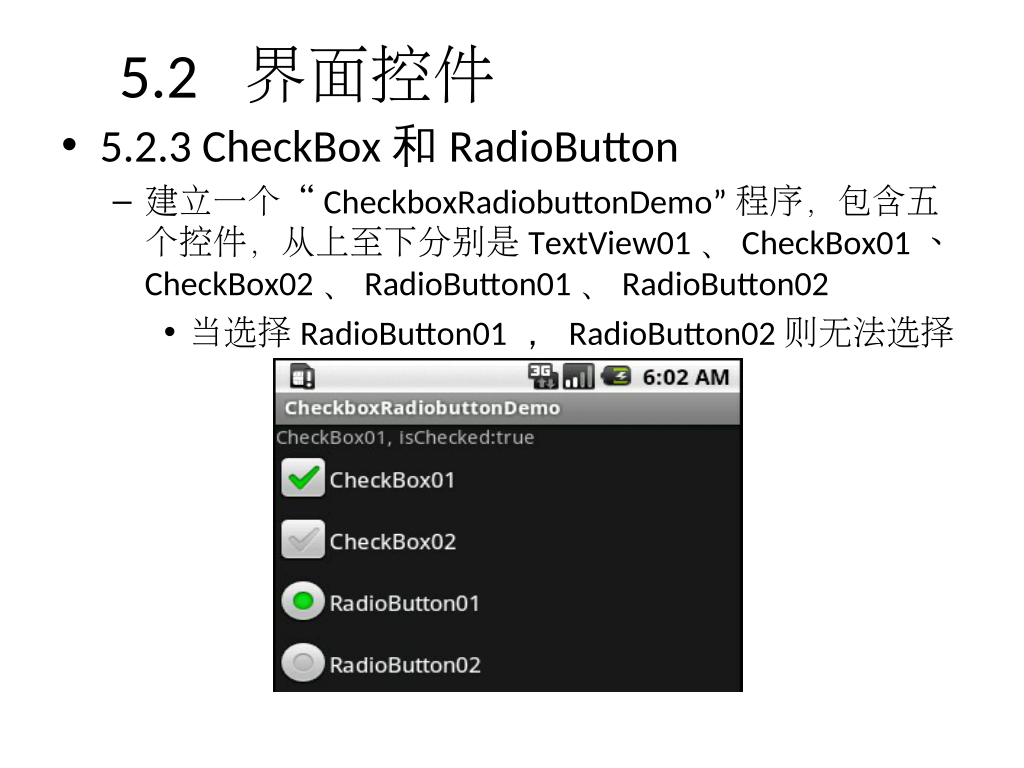 5.2 界面控件
• 5.2.3 CheckBox 和 RadioButton
– 建立一个“ CheckboxRadiobuttonDemo” 程序，包含五
个控件，从上至下分别是 TextView01 、 CheckBox01 、
CheckBox02 、 RadioButton01 、 RadioButton02
• 当选择 RadioButton01 ， RadioButton02 则无法选择
3G 6:02 AM
CheckboxRadiobuttonDemo
CheckBox01, isChecked:true
CheckBox01
CheckBox02
RadioButton01
RadioButton02